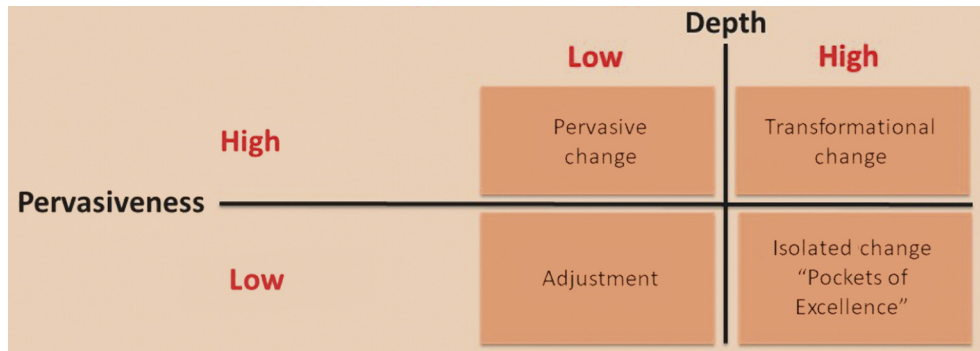 Depth
Low
High
High
Pervasive
change
Transformational
change
Pervasiveness
Low
Adjustment
Isolated change
“Pockets of
Excellence”